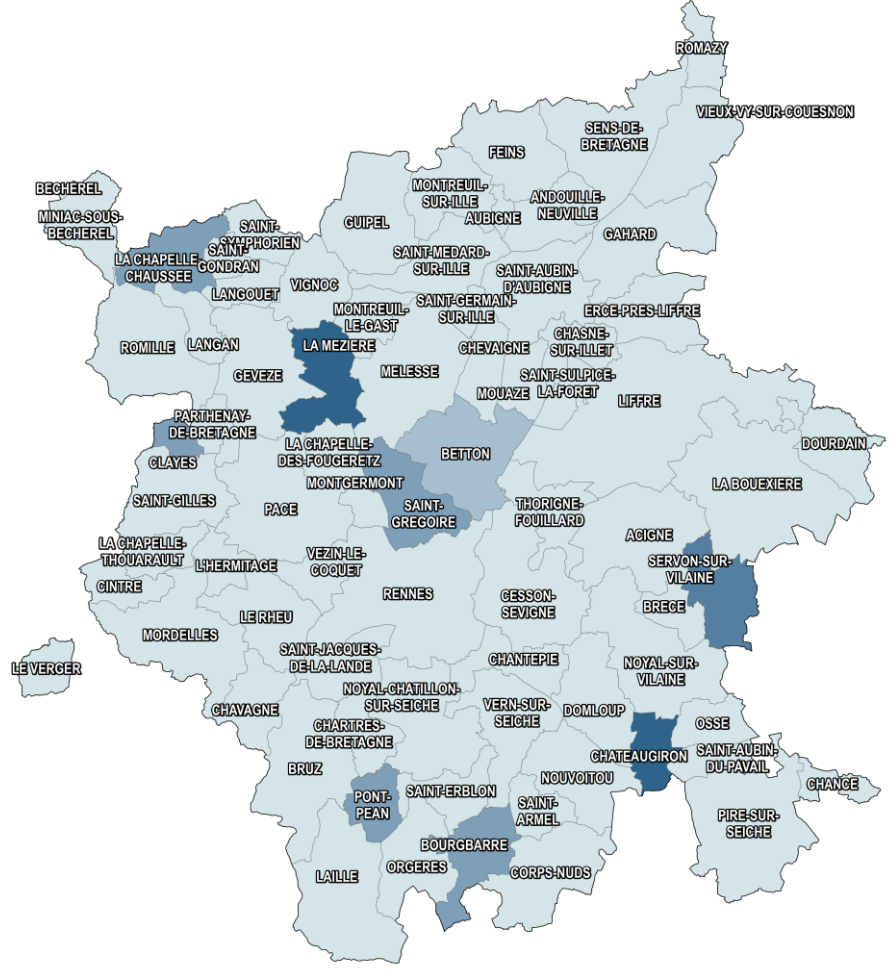 ROMAZY
VIEUX-VY-SUR-COUESNON
SENS-DE-
BRETAGNE
FEINS
BECHEREL
MONTREUIL-
SUR-ILLE
ANDOUILLE-
NEUVILLE
MINIAC-SOUS-
BECHEREL
AUBIGNE
GUIPEL
SAINT-
SYMPHORIEN
GAHARD
SAINT-
GONDRAN
LA CHAPELLE-
CHAUSSEE
SAINT-MEDARD-
SUR-ILLE
SAINT-AUBIN-
D'AUBIGNE
VIGNOC
LANGOUET
SAINT-GERMAIN-
SUR-ILLE
MONTREUIL-
LE-GAST
ERCE-PRES-LIFFRE
CHASNE-
SUR-ILLET
ROMILLE
LANGAN
LA MEZIERE
CHEVAIGNE
GEVEZE
MELESSE
SAINT-SULPICE-
LA-FORET
MOUAZE
LIFFRE
PARTHENAY-
DE-BRETAGNE
LA CHAPELLE-
DES-FOUGERETZ
BETTON
DOURDAIN
CLAYES
MONTGERMONT
LA BOUEXIERE
SAINT-GILLES
PACE
SAINT-
GREGOIRE
THORIGNE-
FOUILLARD
ACIGNE
LA CHAPELLE-
THOUARAULT
L'HERMITAGE
VEZIN-LE-
COQUET
SERVON-SUR-
VILAINE
CINTRE
RENNES
CESSON-
SEVIGNE
BRECE
LE RHEU
MORDELLES
SAINT-JACQUES-
DE-LA-LANDE
CHANTEPIE
LE VERGER
NOYAL-SUR-
VILAINE
NOYAL-CHATILLON-
SUR-SEICHE
CHAVAGNE
VERN-SUR-
SEICHE
DOMLOUP
OSSE
CHARTRES-
DE-BRETAGNE
CHATEAUGIRON
SAINT-AUBIN-
DU-PAVAIL
BRUZ
NOUVOITOU
CHANCE
SAINT-ERBLON
PONT-
PEAN
SAINT-
ARMEL
PIRE-SUR-
SEICHE
BOURGBARRE
ORGERES
CORPS-NUDS
LAILLE